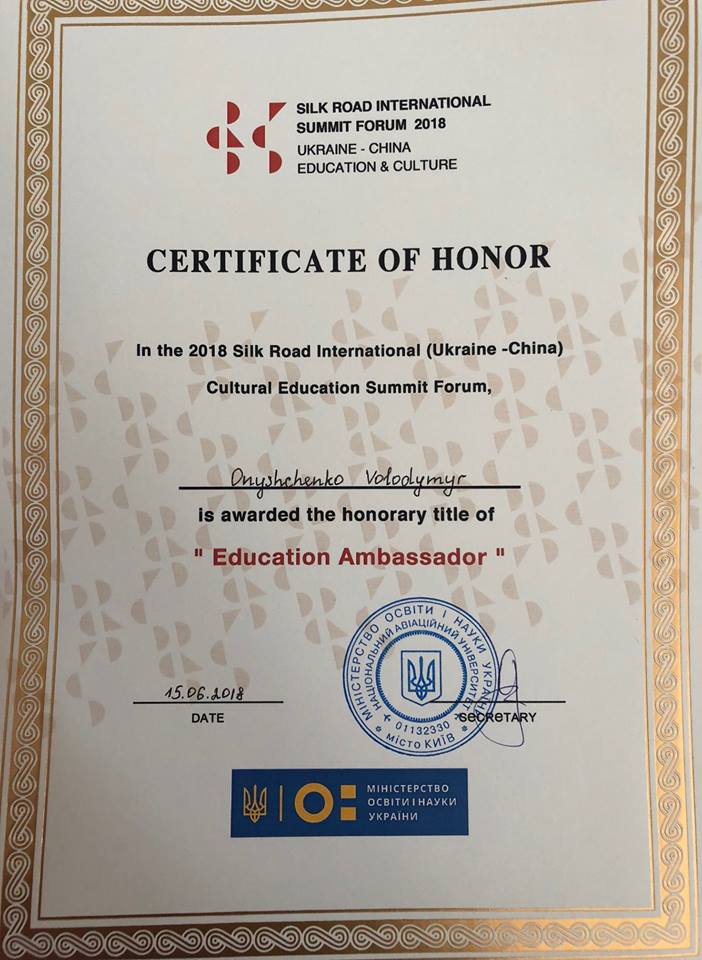 SILK ROAD INTERNATIONAL
SUMMIT FORUM 2018
UKRAINE - CHINA
EDUCATION & CULTURE
CERTIFICATE OF HONOR
In the 2018 Silk Road International (Ukraine -China)
Cultural Education Summit Forum,
Onyshchenko Volodymyr
is awarded the honorary title of
" Education Ambassador "
МІНІСТЕРСТВО ОСВІТИ І НАУКИ УКРАЇНИ
НАЦІОНАЛЬНИЙ АВІАЦІЙНИЙ УНІВЕРСИТЕТ
01132330
місто КИЇВ
15.06.2018
DATE
SECRETARY
МІНІСТЕРСТВО
ОСВІТИ І НАУКИ
УКРАЇНИ